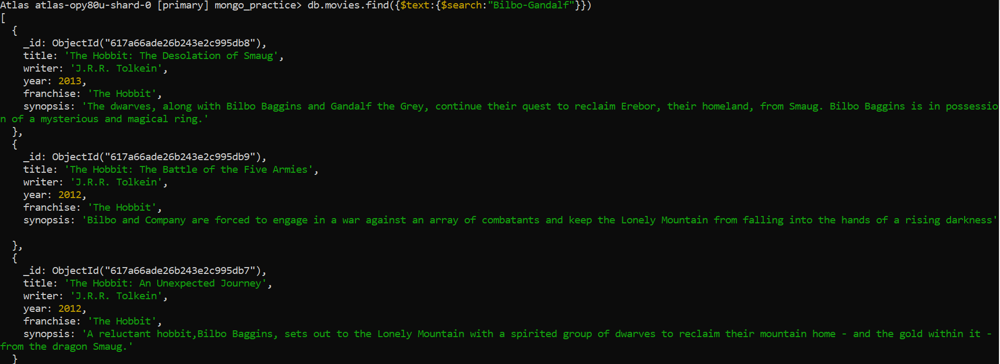 Atlas atlas-opy80u-shard-0 [primary] mongo_practice> db.movies.find({$text:{$search:"Bilbo-Gandalf"}})
[
  {
    _id: ObjectId("617a66ade26b243e2c995db8"),
    title: 'The Hobbit: The Desolation of Smaug',
    writer: 'J.R.R. Tolkein',
    year: 2013,
    franchise: 'The Hobbit',
    synopsis: 'The dwarves, along with Bilbo Baggins and Gandalf the Grey, continue their quest to reclaim Erebor, their homeland, from Smaug. Bilbo Baggins is in possessio
n of a mysterious and magical ring.'
  },
  {
    _id: ObjectId("617a66ade26b243e2c995db9"),
    title: 'The Hobbit: The Battle of the Five Armies',
    writer: 'J.R.R. Tolkein',
    year: 2012,
    franchise: 'The Hobbit',
    synopsis: 'Bilbo and Company are forced to engage in a war against an array of combatants and keep the Lonely Mountain from falling into the hands of a rising darkness'
  },
  {
    _id: ObjectId("617a66ade26b243e2c995db7"),
    title: 'The Hobbit: An Unexpected Journey',
    writer: 'J.R.R. Tolkein',
    year: 2012,
    franchise: 'The Hobbit',
    synopsis: 'A reluctant hobbit,Bilbo Baggins, sets out to the Lonely Mountain with a spirited group of dwarves to reclaim their mountain home - and the gold within it -
from the dragon Smaug.'
  }